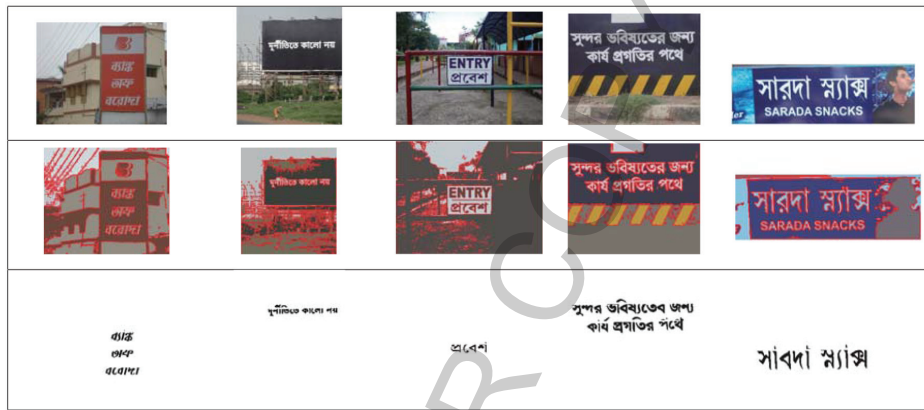 ব্যাঙ্ক
অফ
বরোদা
দুর্নীতিতে কালো নয়
ENTRY
প্রবেশ
সুন্দর ভবিষ্যতের জন্য
কার্য প্রগতির পথে
সারদা স্ন্যাক্স
SARADA SNACKS
ব্যাঙ্ক
অফ
বরোদা
দুর্নীতিতে কালো নয়
ENTRY
প্রবেশ
সুন্দর ভবিষ্যতের জন্য
কার্য প্রগতির পথে
সারদা স্ন্যাক্স
SARADA SNACKS
দুর্নীতিতে কালো নয়
সুন্দর ভবিষ্যতেব জন্য
কার্য প্রগতির পথে
ব্যাঙ্ক
অফ
বরোদা
প্রবেশ
সাবদা স্ন্যাক্স